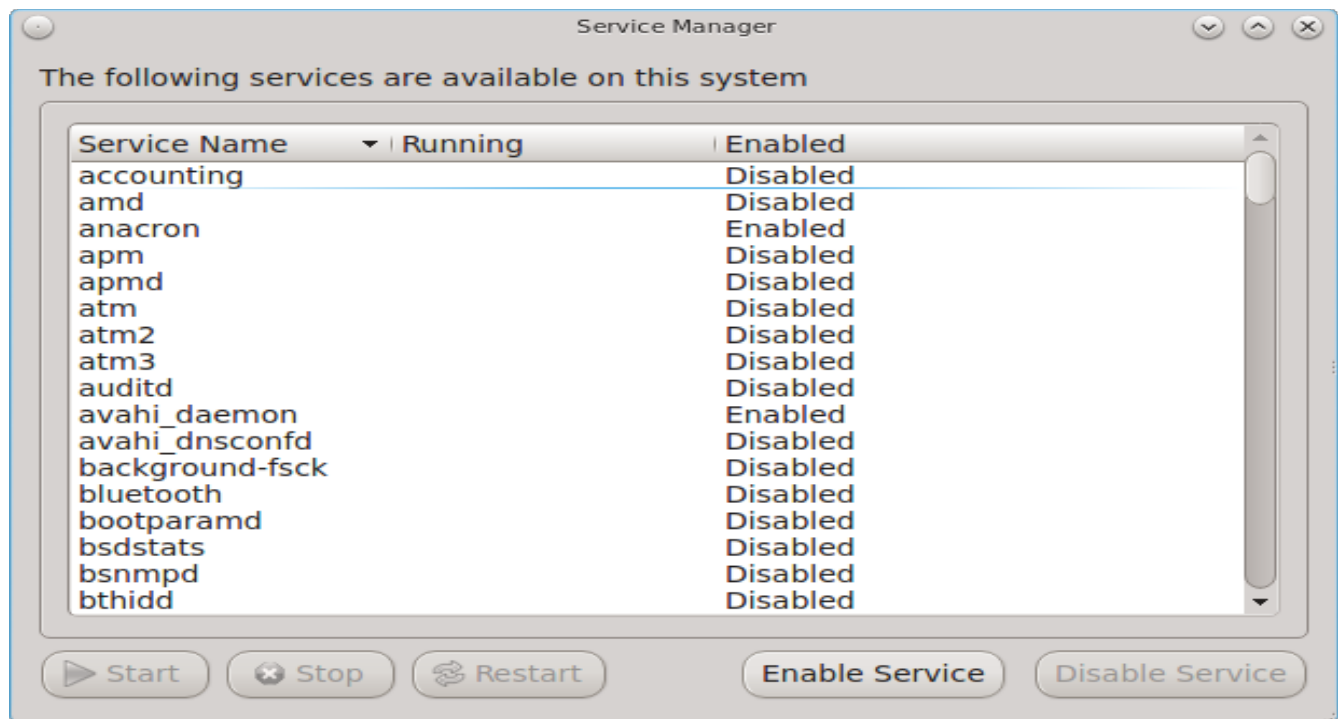 Service Manager
The following services are available on this system
Service Name Running Enabled
accounting Disabled
amd Disabled
anacron Enabled
apm Disabled
apmd Disabled
atm Disabled
atm2 Disabled
atm3 Disabled
auditd Disabled
avahi_daemon Enabled
avahi_dnsconfd Disabled
background-fsck Disabled
bluetooth Disabled
bootparamd Disabled
bsdstats Disabled
bsnmpd Disabled
bthidd Disabled
Start Stop Restart Enable Service Disable Service